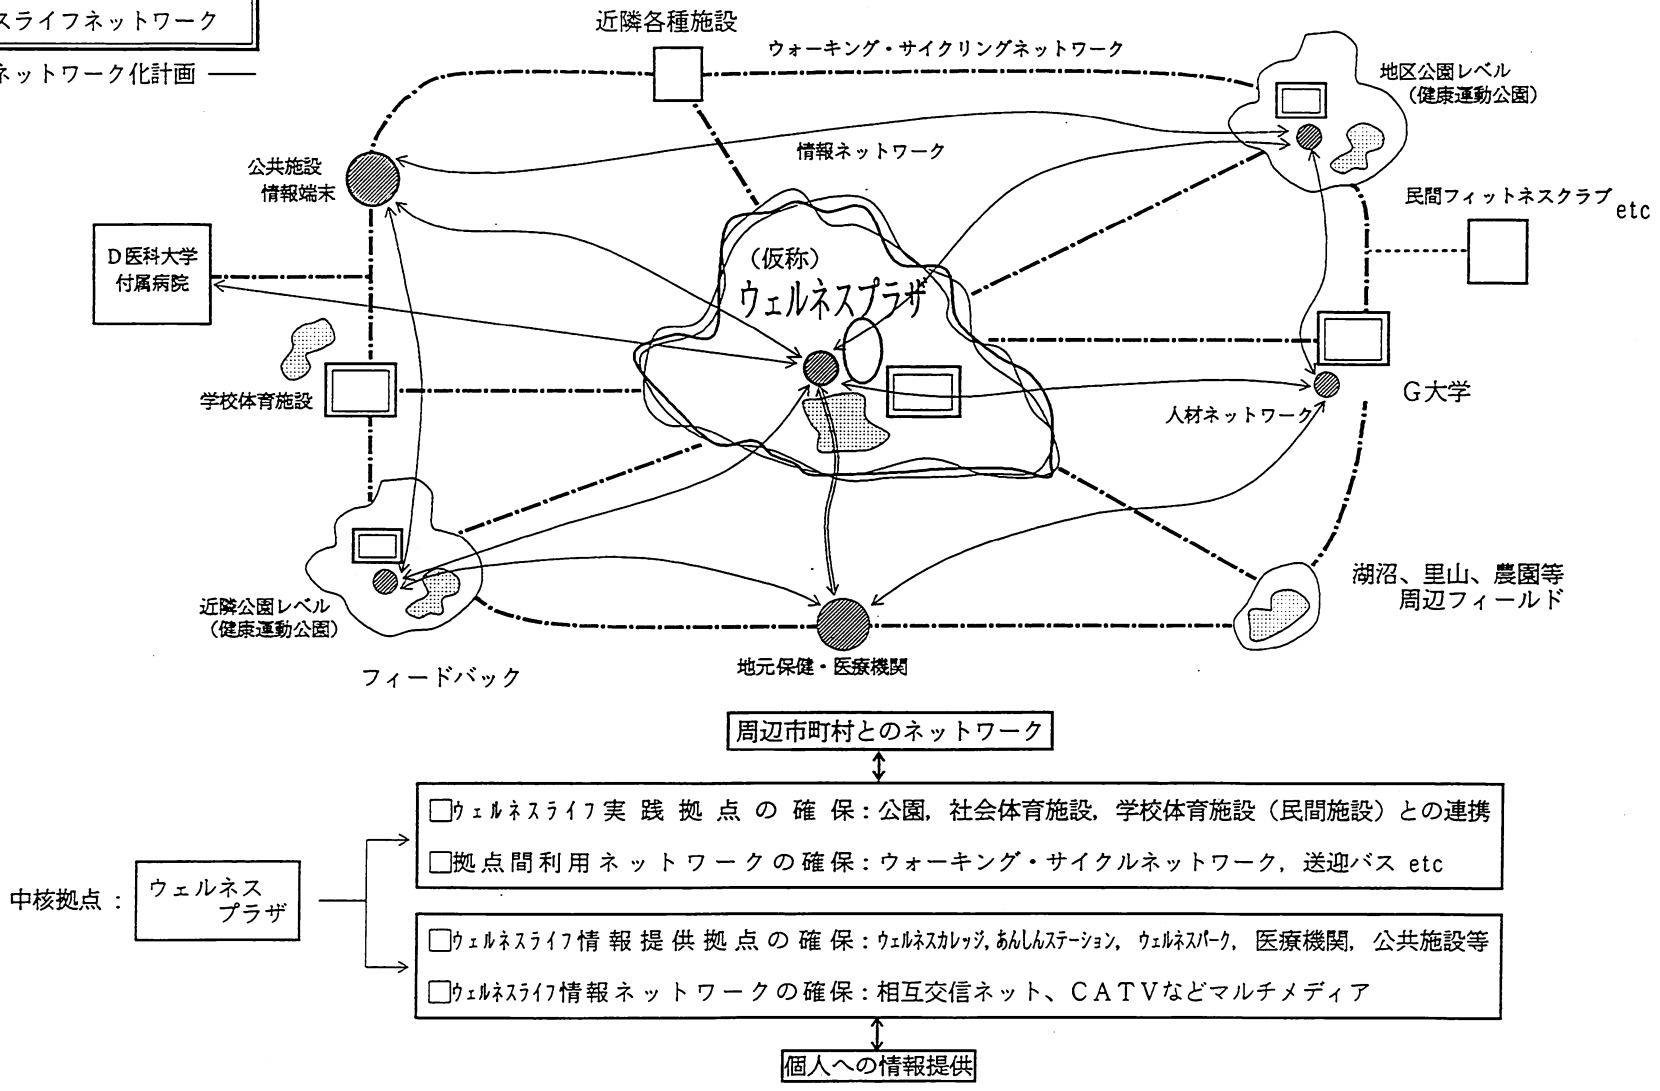 スライフネットワーク
ネットワーク化計画
近隣各種施設
ウォーキング・サイクリングネットワーク
地区公園レベル
（健康運動公園）
情報ネットワーク
公共施設
情報端末
民間フィットネスクラブ etc
D医科大学
付属病院
（仮称）
ウェルネスプラザ
学校体育施設
人材ネットワーク
G大学
湖沼、里山、農園等
周辺フィールド
近隣公園レベル
（健康運動公園）
地元保健・医療機関
フィードバック
周辺市町村とのネットワーク
□ウェルネスライフ実践拠点の確保：公園，社会体育施設，学校体育施設（民間施設）との連携
□拠点間利用ネットワークの確保：ウォーキング・サイクルネットワーク，送迎バス etc
中核拠点：
ウェルネス
プラザ
□ウェルネスライフ情報提供拠点の確保：ウェルネスカレッジ，あんしんステーション，ウェルネスパーク，医療機関，公共施設等
□ウェルネスライフ情報ネットワークの確保：相互交信ネット、CATVなどマルチメディア
個人への情報提供